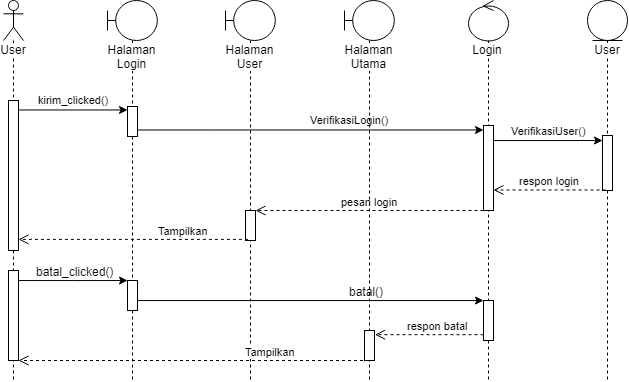 User
Halaman
Login
Halaman
User
Halaman
Utama
Login
User
kirim_clicked()
VerifikasiLogin()
VerifikasiUser()
respon login
pesan login
Tampilkan
batal_clicked()
batal()
respon batal
Tampilkan